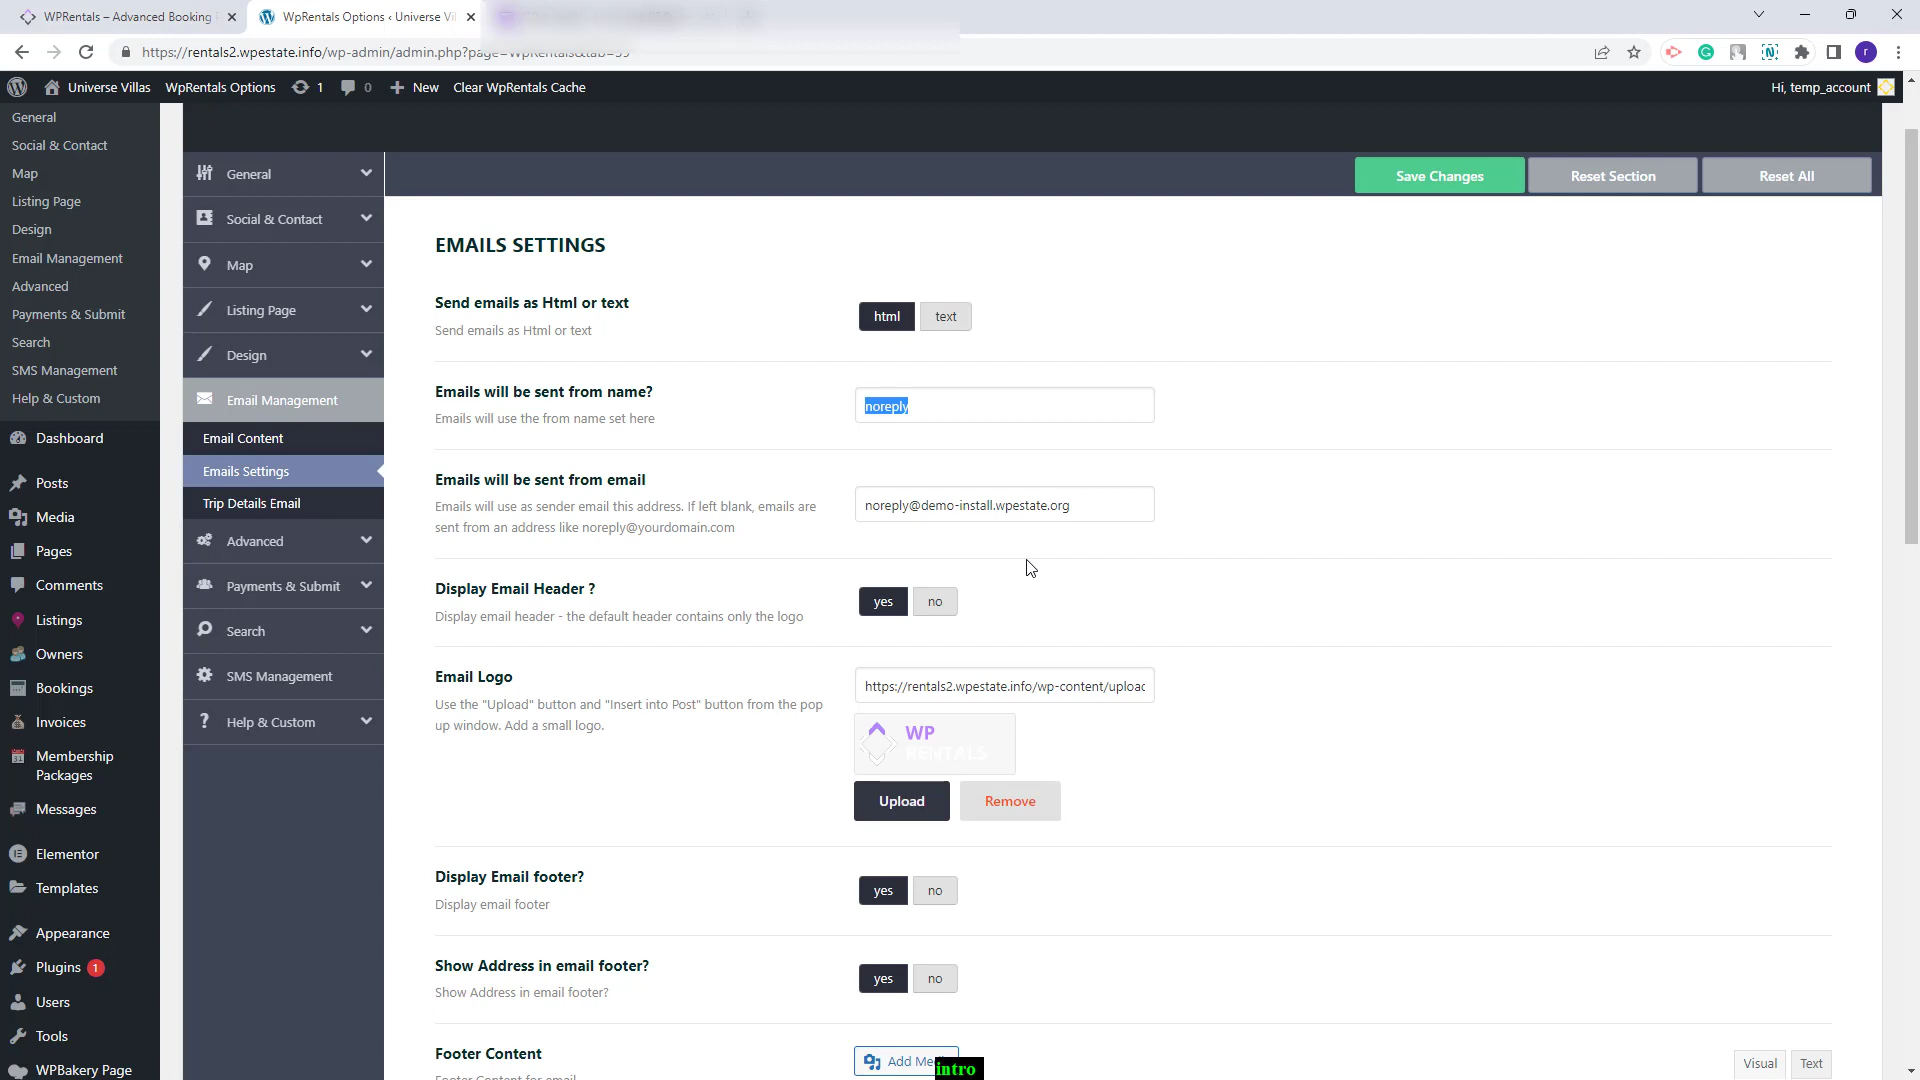 WPRentals – Advanced Booking
WpRentals Options ‹ Universe Vil
https://rentals2.wpestate.info/wp-admin/admin.php?page=WpRentals&tab=39
r
Universe Villas
WpRentals Options
1
0
New
Clear WpRentals Cache
Hi, temp_account
General
Social & Contact
Map
Listing Page
Design
Email Management
Advanced
Payments & Submit
Search
SMS Management
Help & Custom
Dashboard
Posts
Media
Pages
Comments
Listings
Owners
Bookings
Invoices
Membership
Packages
Messages
Elementor
Templates
Appearance
Plugins 1
Users
Tools
WPBakery Page
General
Social & Contact
Map
Listing Page
Design
Email Management
Email Content
Emails Settings
Trip Details Email
Advanced
Payments & Submit
Search
SMS Management
Help & Custom
Save Changes
Reset Section
Reset All
EMAILS SETTINGS
Send emails as Html or text
Send emails as Html or text
html
text
Emails will be sent from name?
Emails will use the from name set here
noreply
Emails will be sent from email
Emails will use as sender email this address. If left blank, emails are
sent from an address like noreply@yourdomain.com
noreply@demo-install.wpestate.org
Display Email Header ?
Display email header - the default header contains only the logo
yes
no
Email Logo
Use the "Upload" button and "Insert into Post" button from the pop
up window. Add a small logo.
https://rentals2.wpestate.info/wp-content/uploac
WP
RENTALS
Upload
Remove
Display Email footer?
Display email footer
yes
no
Show Address in email footer?
Show Address in email footer?
yes
no
Footer Content
Footer Content for email
Add Me
intro
Visual
Text